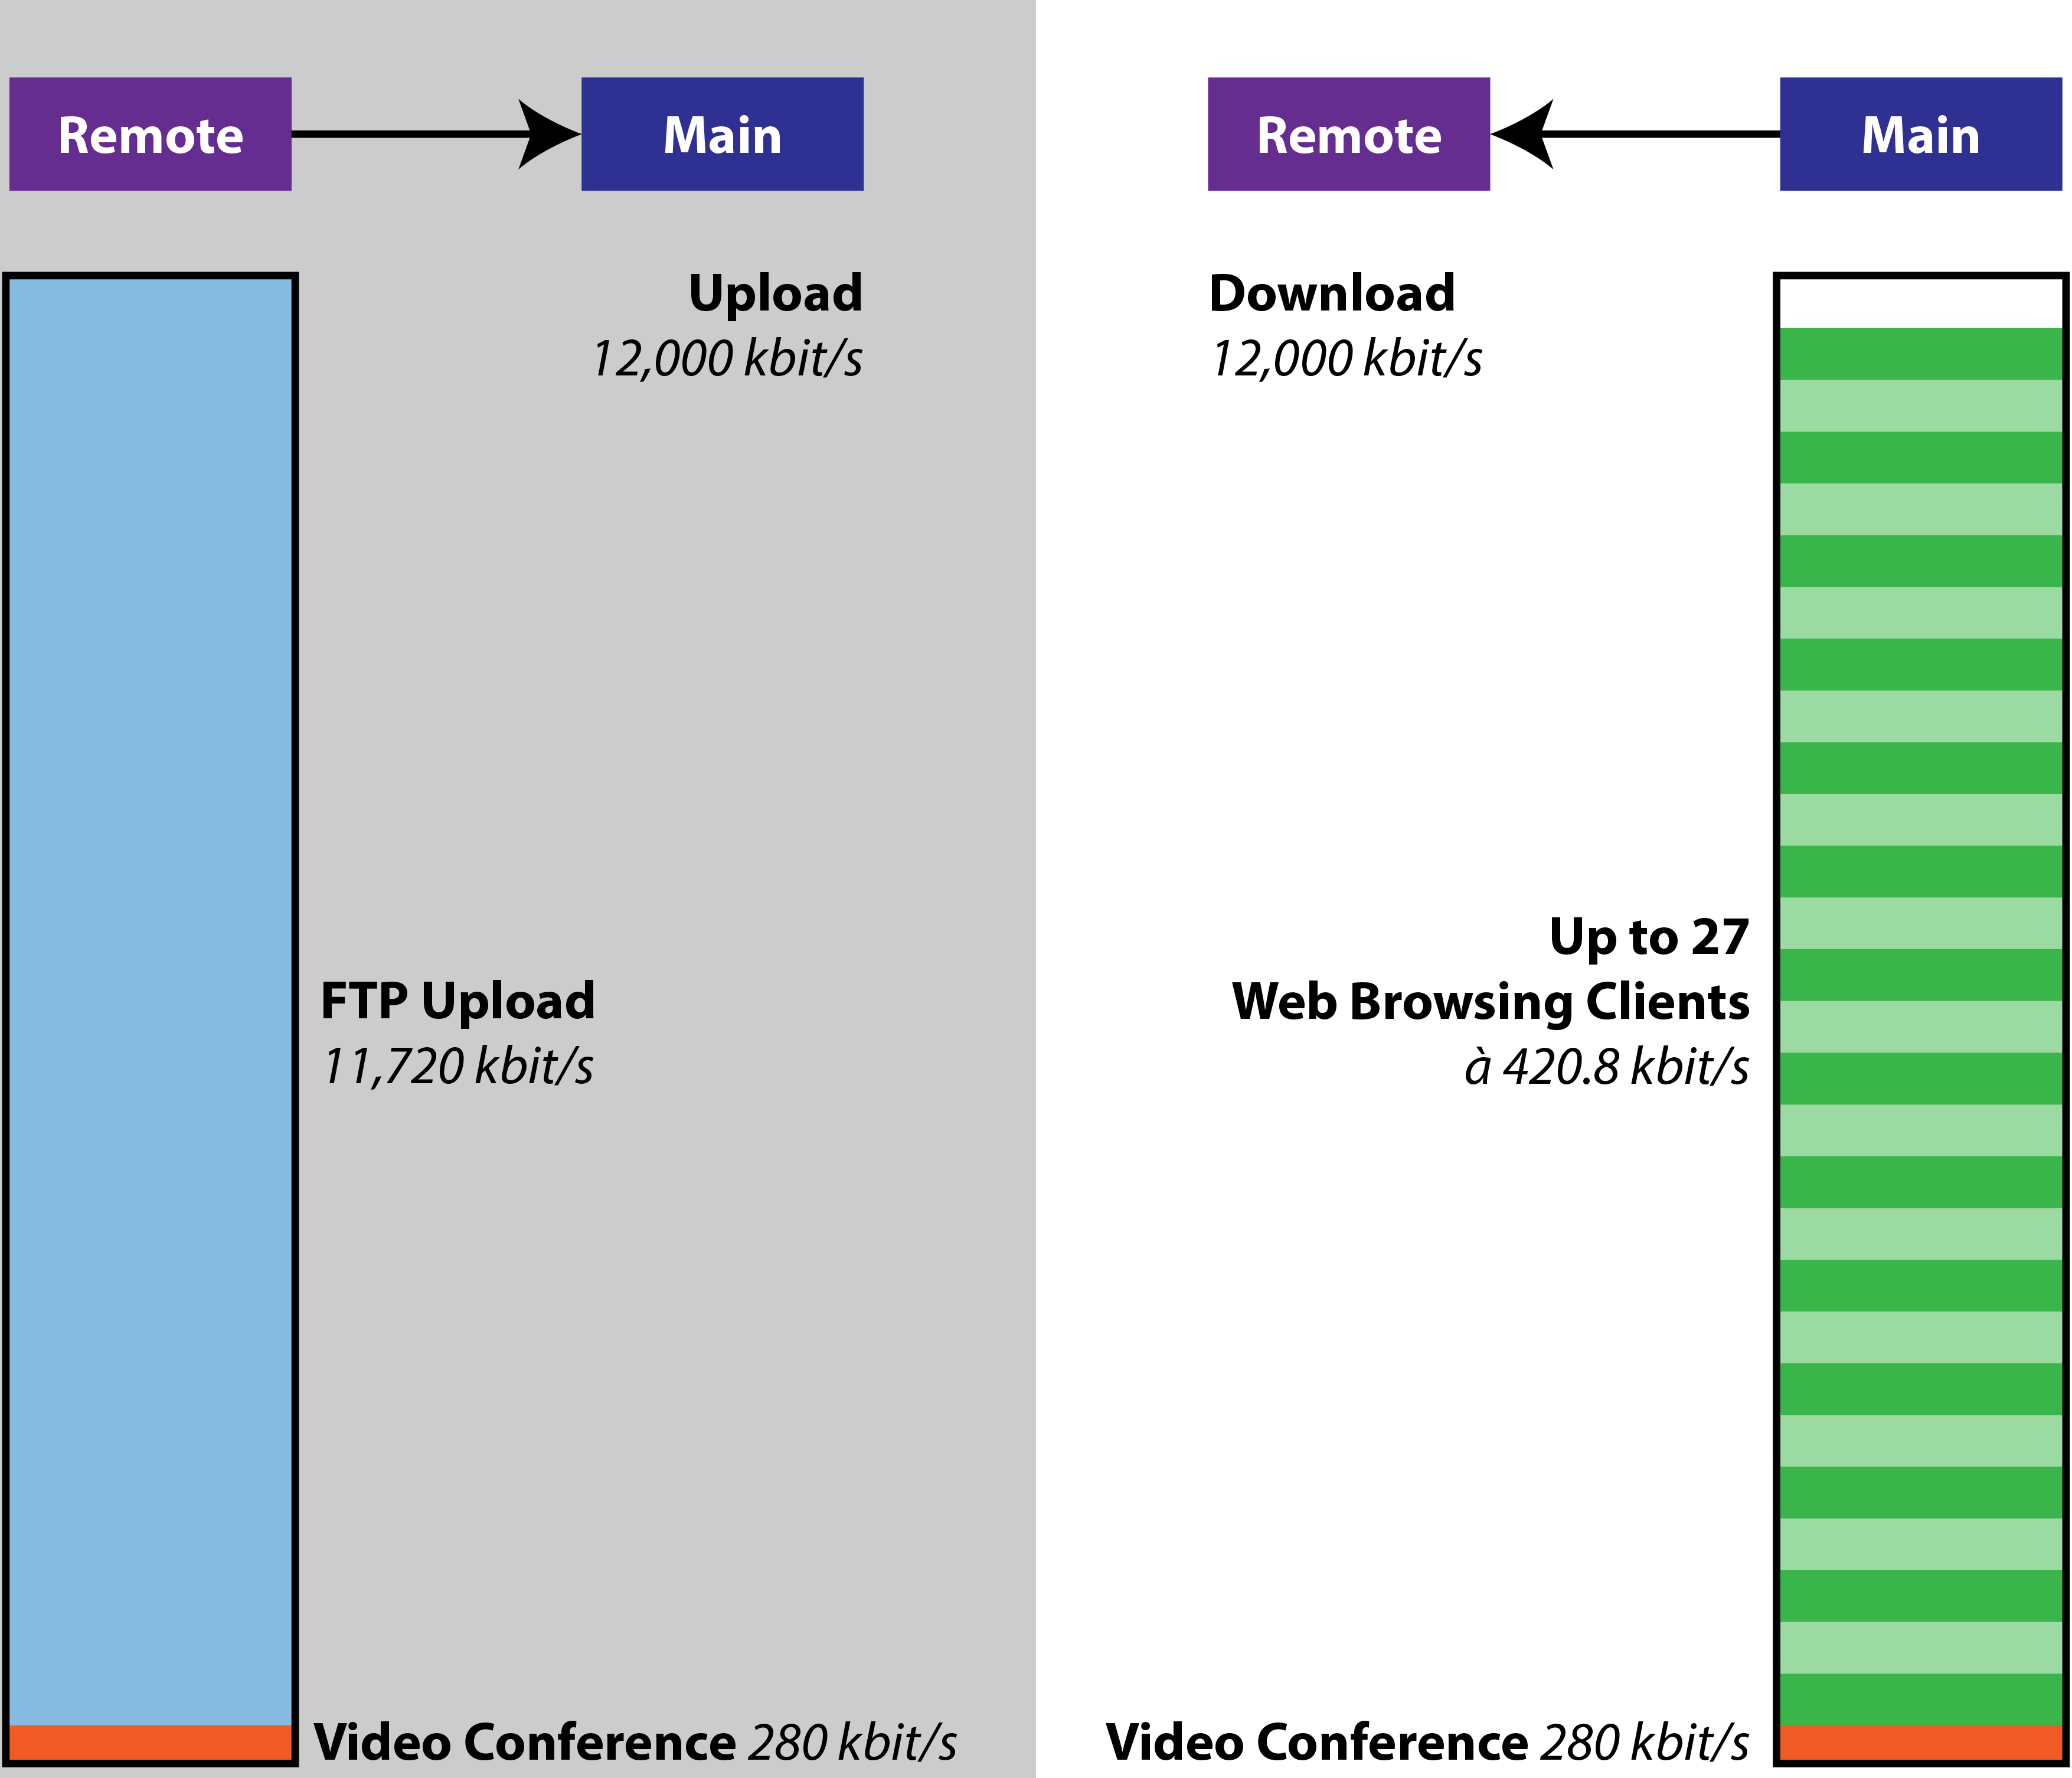 Remote
Main
Upload
12,000 kbit/s
FTP Upload
11,720 kbit/s
Video Conference 280 kbit/s
Remote
Main
Download
12,000 kbit/s
Up to 27
Web Browsing Clients
à 420.8 kbit/s
Video Conference 280 kbit/s